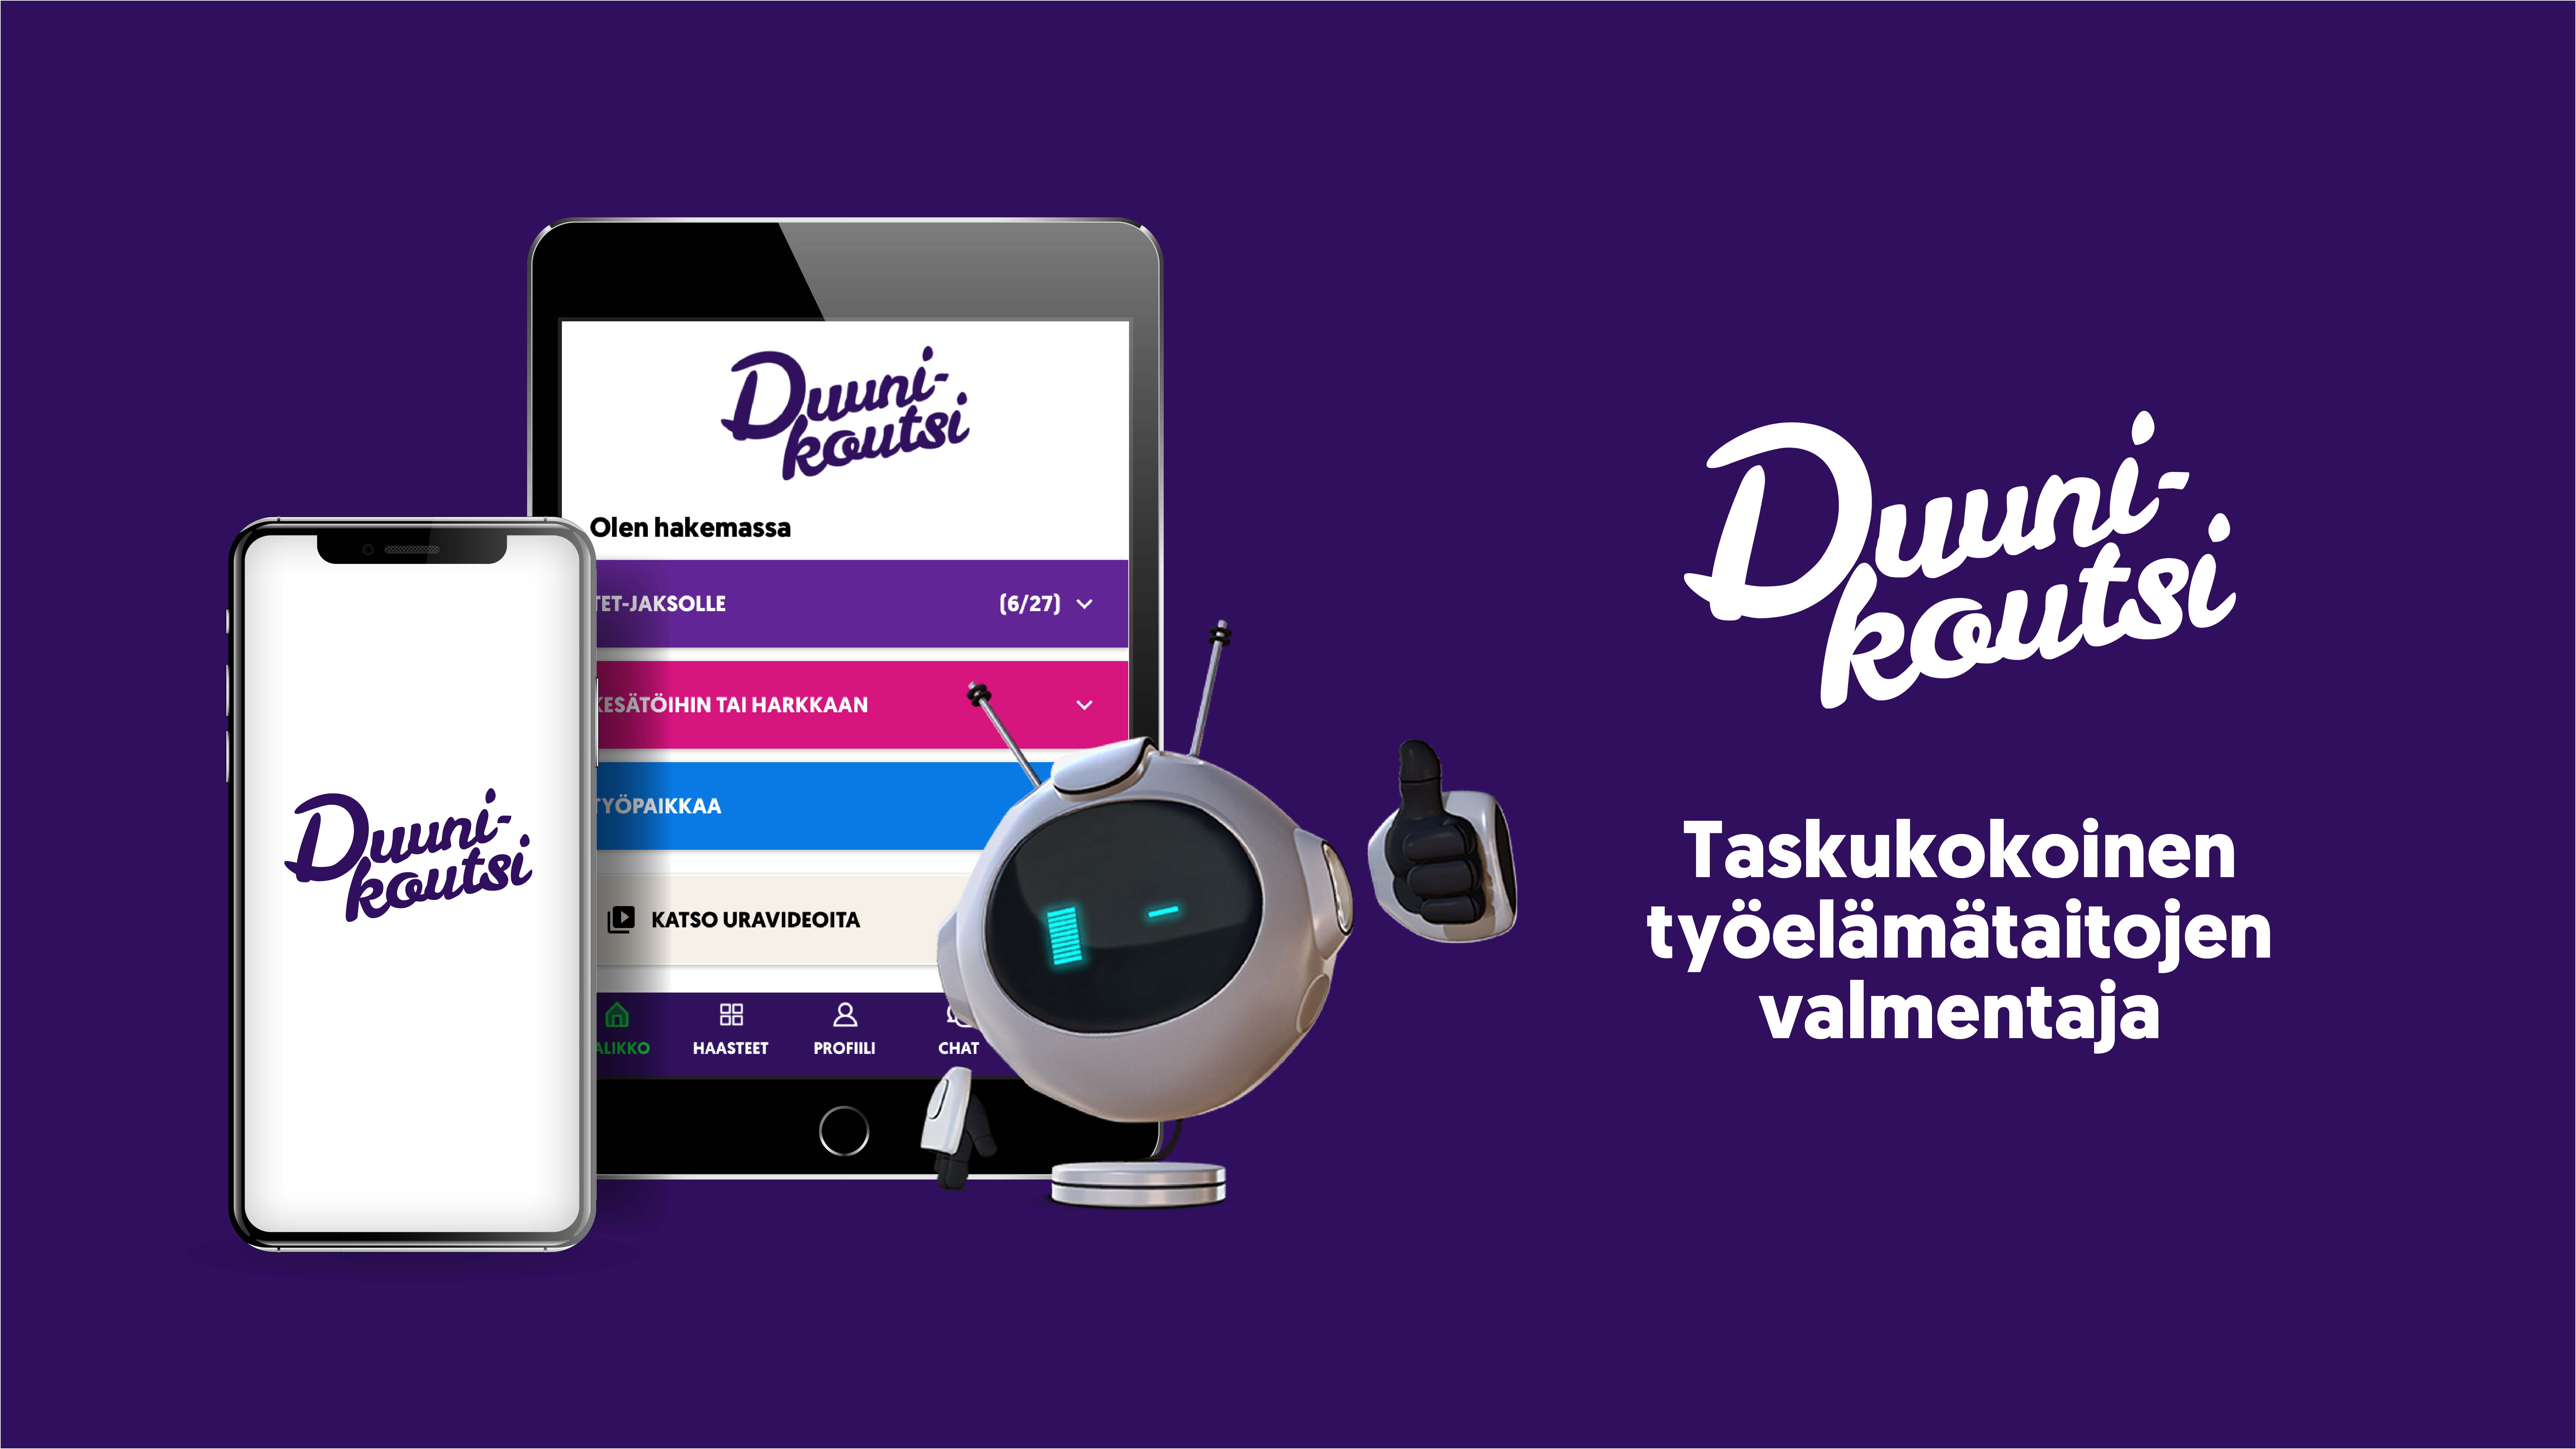 Duuni-
koutsi
Olen hakemassa
TET-JAKSOLLE (6/27)
KESÄTÖIHIN TAI HARKKAAN
TYÖPAIKKAA
KATSO URAVIDEOITA
HAASTEET PROFIILI CHAT
Duuni-
koutsi
Duuni-
koutsi
Taskukokoinen
työelämätaitojen
valmentaja